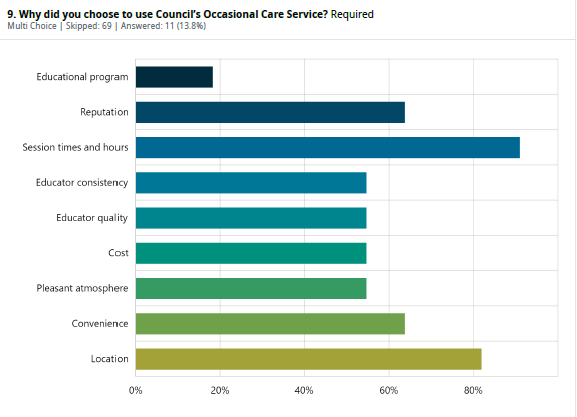 9. Why did you choose to use Council's Occasional Care Service? Required
Multi Choice | Skipped: 69 | Answered: 11 (13.8%)
Educational program
Reputation
Session times and hours
Educator consistency
Educator quality
Cost
Pleasant atmosphere
Convenience
Location
0% 20% 40% 60% 80%